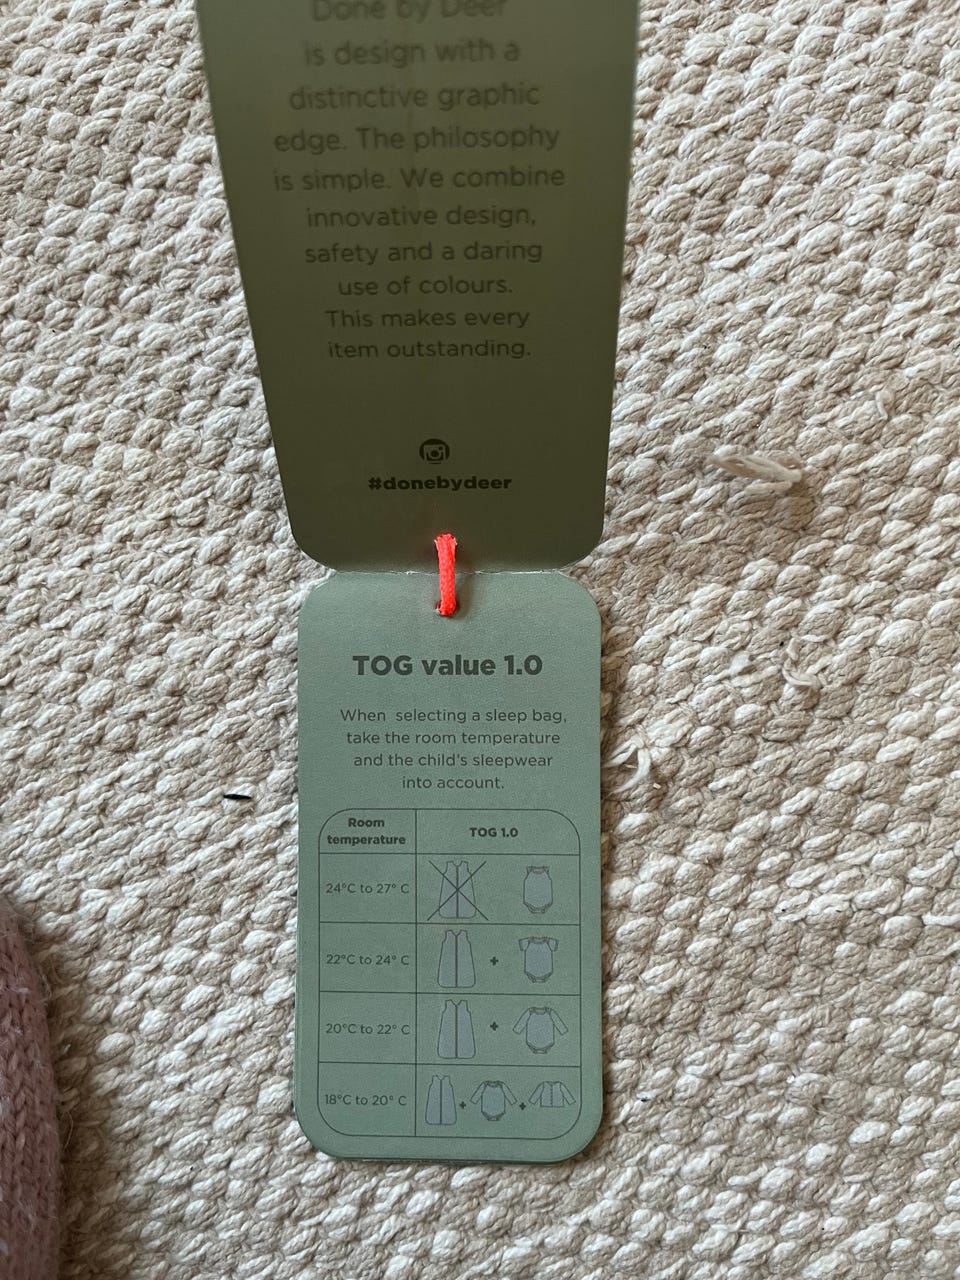 Done by Deer
is design with a
distinctive graphic
edge. The philosophy
is simple. We combine
innovative design,
safety and a daring
use of colours.
This makes every
item outstanding.
#donebydeer
TOG value 1.0
When selecting a sleep bag,
take the room temperature
and the child's sleepwear
into account.
Room
temperature
TOG 1.0
24°C to 27° C
22°C to 24° C
+
20°C to 22° C
+
18°C to 20° C
+ +